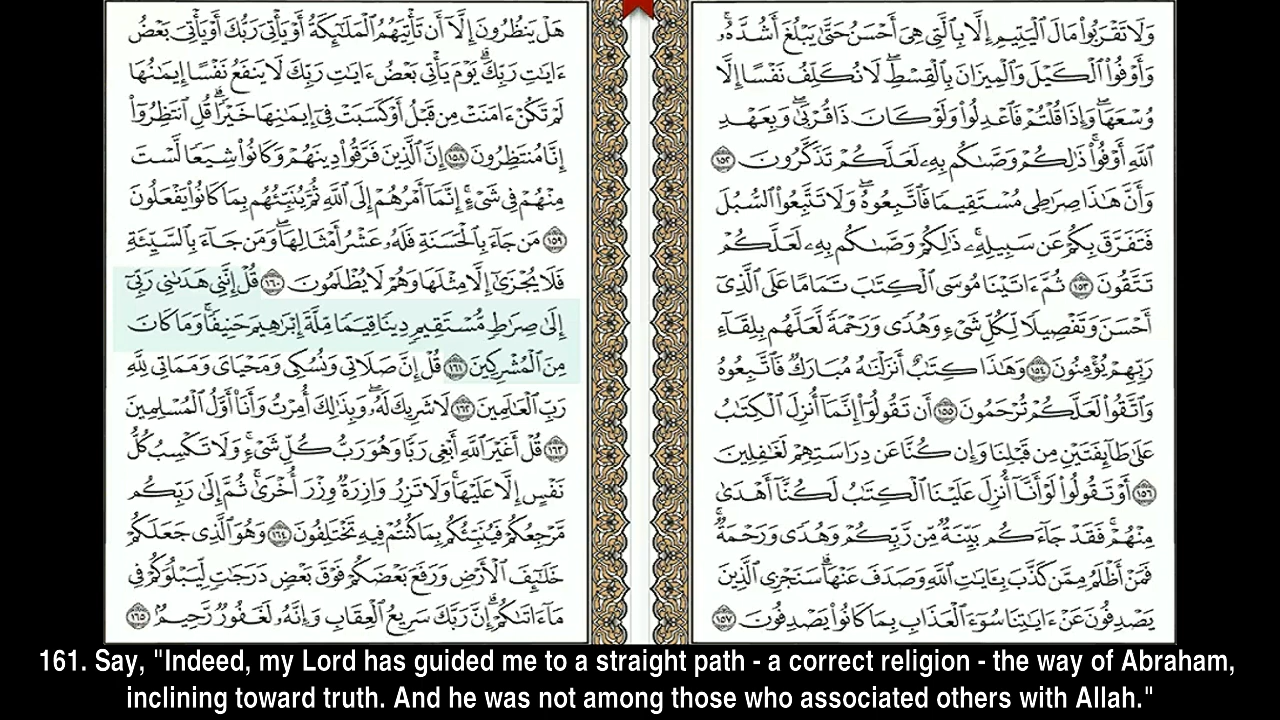 وَلَا تَقْرَبُوا۟ مَالَ ٱلْيَتِيمِ إِلَّا بِٱلَّتِى هِىَ أَحْسَنُ حَتَّىٰ يَبْلُغَ أَشُدَّهُۥ ۖ
وَأَوْفُوا۟ ٱلْكَيْلَ وَٱلْمِيزَانَ بِٱلْقِسْطِ ۖ لَا نُكَلِّفُ نَفْسًا إِلَّا
وُسْعَهَا ۖ وَإِذَا قُلْتُمْ فَٱعْدِلُوا۟ وَلَوْ كَانَ ذَا قُرْبَىٰ ۖ وَبِعَهْدِ
ٱللَّهِ أَوْفُوا۟ ۚ ذَٰلِكُمْ وَصَّىٰكُم بِهِۦ لَعَلَّكُمْ تَذَكَّرُونَ ١٥٢
وَأَنَّ هَٰذَا صِرَٰطِى مُسْتَقِيمًا فَٱتَّبِعُوهُ ۖ وَلَا تَتَّبِعُوا۟ ٱلسُّبُلَ
فَتَفَرَّقَ بِكُمْ عَن سَبِيلِهِۦ ۚ ذَٰلِكُمْ وَصَّىٰكُم بِهِۦ لَعَلَّكُمْ
تَتَّقُونَ ١٥٣ ثُمَّ ءَاتَيْنَا مُوسَى ٱلْكِتَٰبَ تَمَامًا عَلَى ٱلَّذِىٓ
أَحْسَنَ وَتَفْصِيلًا لِّكُلِّ شَىْءٍ وَهُدًى وَرَحْمَةً لَّعَلَّهُم بِلِقَآءِ
رَبِّهِمْ يُؤْمِنُونَ ١٥٤ وَهَٰذَا كِتَٰبٌ أَنزَلْنَٰهُ مُبَارَكٌ فَٱتَّبِعُوهُ
وَٱتَّقُوا۟ لَعَلَّكُمْ تُرْحَمُونَ ١٥٥ أَن تَقُولُوٓا۟ إِنَّمَآ أُنزِلَ ٱلْكِتَٰبُ
عَلَىٰ طَآئِفَتَيْنِ مِن قَبْلِنَا وَإِن كُنَّا عَن دِرَاسَتِهِمْ لَغَٰفِلِينَ
١٥٦ أَوْ تَقُولُوا۟ لَوْ أَنَّآ أُنزِلَ عَلَيْنَا ٱلْكِتَٰبُ لَكُنَّآ أَهْدَىٰ
مِنْهُمْ ۚ فَقَدْ جَآءَكُم بَيِّنَةٌ مِّن رَّبِّكُمْ وَهُدًى وَرَحْمَةٌ ۚ
فَمَنْ أَظْلَمُ مِمَّن كَذَّبَ بِـَٔايَٰتِ ٱللَّهِ وَصَدَفَ عَنْهَا ۗ سَنَجْزِى ٱلَّذِينَ
يَصْدِفُونَ عَنْ ءَايَٰتِنَا سُوٓءَ ٱلْعَذَابِ بِمَا كَانُوا۟ يَصْدِفُونَ ١٥٧
هَلْ يَنظُرُونَ إِلَّآ أَن تَأْتِيَهُمُ ٱلْمَلَٰٓئِكَةُ أَوْ يَأْتِىَ رَبُّكَ أَوْ يَأْتِىَ بَعْضُ
ءَايَٰتِ رَبِّكَ ۗ يَوْمَ يَأْتِى بَعْضُ ءَايَٰتِ رَبِّكَ لَا يَنفَعُ نَفْسًا إِيمَٰنُهَا
لَمْ تَكُنْ ءَامَنَتْ مِن قَبْلُ أَوْ كَسَبَتْ فِىٓ إِيمَٰنِهَا خَيْرًا ۗ قُلِ ٱنتَظِرُوٓا۟
إِنَّا مُنتَظِرُونَ ١٥٨ إِنَّ ٱلَّذِينَ فَرَّقُوا۟ دِينَهُمْ وَكَانُوا۟ شِيَعًا لَّسْتَ
مِنْهُمْ فِى شَىْءٍ ۚ إِنَّمَآ أَمْرُهُمْ إِلَى ٱللَّهِ ثُمَّ يُنَبِّئُهُم بِمَا كَانُوا۟ يَفْعَلُونَ
١٥٩ مَن جَآءَ بِٱلْحَسَنَةِ فَلَهُۥ عَشْرُ أَمْثَالِهَا ۖ وَمَن جَآءَ بِٱلسَّيِّئَةِ
فَلَا يُجْزَىٰٓ إِلَّا مِثْلَهَا وَهُمْ لَا يُظْلَمُونَ ١٦٠ قُلْ إِنَّنِى هَدَىٰنِى رَبِّىٓ
إِلَىٰ صِرَٰطٍ مُّسْتَقِيمٍ دِينًا قِيَمًا مِّلَّةَ إِبْرَٰهِيمَ حَنِيفًا ۚ وَمَا كَانَ
مِنَ ٱلْمُشْرِكِينَ ١٦١ قُلْ إِنَّ صَلَاتِى وَنُسُكِى وَمَحْيَاىَ وَمَمَاتِى لِلَّهِ
رَبِّ ٱلْعَٰلَمِينَ ١٦٢ لَا شَرِيكَ لَهُۥ ۖ وَبِذَٰلِكَ أُمِرْتُ وَأَنَا۠ أَوَّلُ ٱلْمُسْلِمِينَ
١٦٣ قُلْ أَغَيْرَ ٱللَّهِ أَبْغِى رَبًّا وَهُوَ رَبُّ كُلِّ شَىْءٍ ۚ وَلَا تَكْسِبُ كُلُّ
نَفْسٍ إِلَّا عَلَيْهَا ۚ وَلَا تَزِرُ وَازِرَةٌ وِزْرَ أُخْرَىٰ ۚ ثُمَّ إِلَىٰ رَبِّكُم
مَّرْجِعُكُمْ فَيُنَبِّئُكُم بِمَا كُنتُمْ فِيهِ تَخْتَلِفُونَ ١٦٤ وَهُوَ ٱلَّذِى جَعَلَكُمْ
خَلَٰٓئِفَ ٱلْأَرْضِ وَرَفَعَ بَعْضَكُمْ فَوْقَ بَعْضٍ دَرَجَٰتٍ لِّيَبْلُوَكُمْ فِى
مَآ ءَاتَىٰكُمْ ۗ إِنَّ رَبَّكَ سَرِيعُ ٱلْعِقَابِ وَإِنَّهُۥ لَغَفُورٌ رَّحِيمٌۢ ١٦٥
161. Say, "Indeed, my Lord has guided me to a straight path - a correct religion - the way of Abraham,
inclining toward truth. And he was not among those who associated others with Allah."